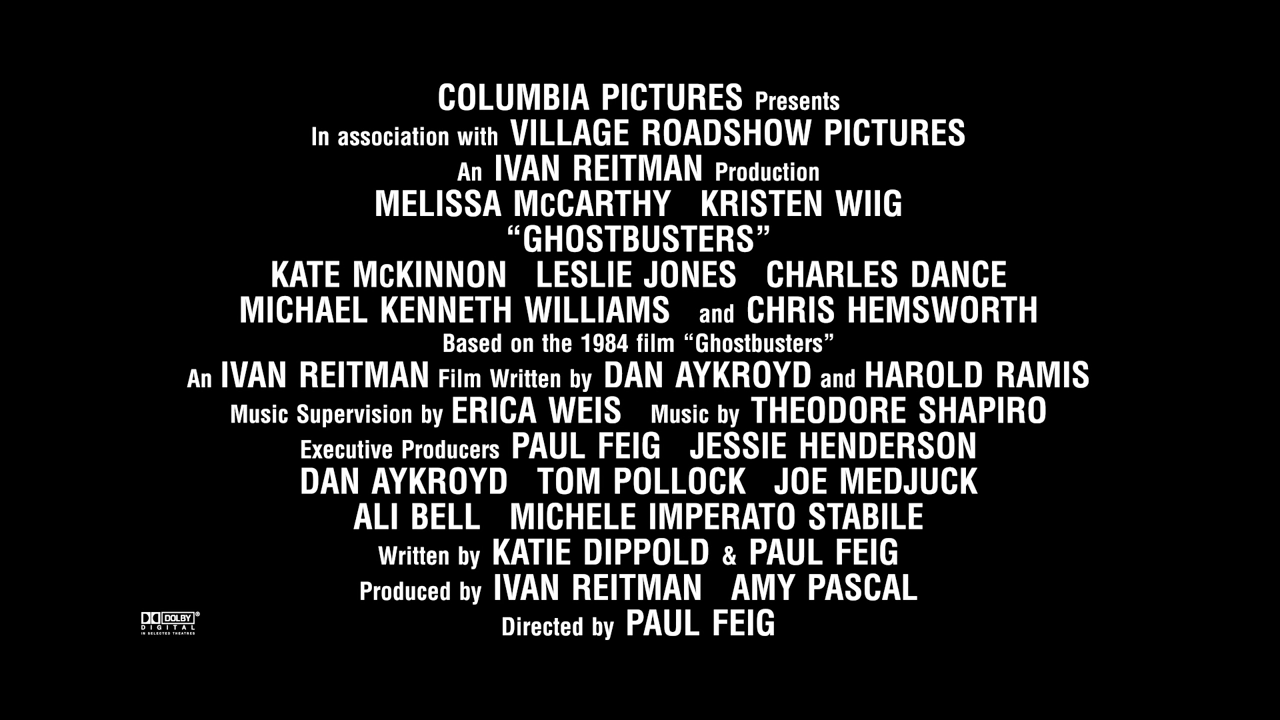 COLUMBIA PICTURES Presents
In association with VILLAGE ROADSHOW PICTURES
An IVAN REITMAN Production
MELISSA McCARTHY KRISTEN WIIG
“GHOSTBUSTERS”
KATE McKINNON LESLIE JONES CHARLES DANCE
MICHAEL KENNETH WILLIAMS and CHRIS HEMSWORTH
Based on the 1984 film “Ghostbusters”
An IVAN REITMAN Film Written by DAN AYKROYD and HAROLD RAMIS
Music Supervision by ERICA WEIS Music by THEODORE SHAPIRO
Executive Producers PAUL FEIG JESSIE HENDERSON
DAN AYKROYD TOM POLLOCK JOE MEDJUCK
ALI BELL MICHELE IMPERATO STABILE
Written by KATIE DIPPOLD & PAUL FEIG
Produced by IVAN REITMAN AMY PASCAL
Directed by PAUL FEIG
DOLBY®
DIGITAL
IN SELECTED THEATRES